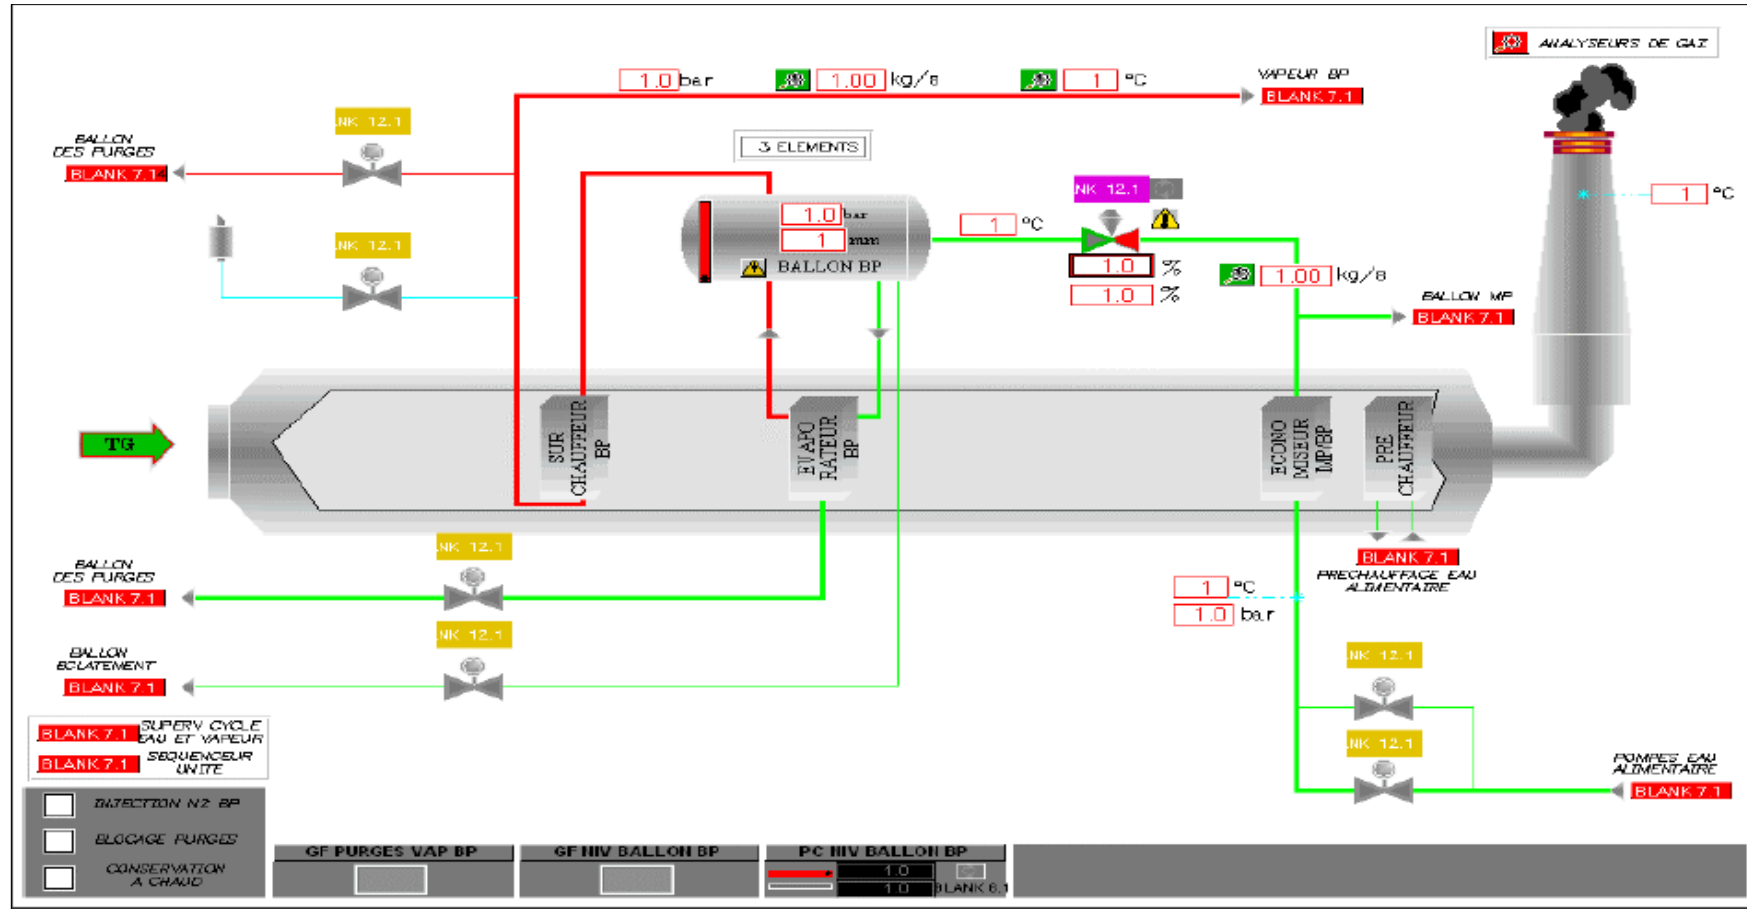 ANALYSEURS DE GAZ
1.0 bar
1.00 kg/s
1 °C
VAPEUR BP
BLANK 7.1
NK 12.1
BALLON
DES PURGES
BLANK 7.14
3 ELEMENTS
NK 12.1
1 °C
NK 12.1
1.0 bar
1 mm
BALLON BP
1 °C
1.0 %
1.0 %
1.00 kg/s
BALLON MP
BLANK 7.1
TG
SUR
CHAUFFEUR
BP
EVAPO
RATEUR
BP
ECONO
MISEUR
MP/BP
PRE
CHAUFFEUR
NK 12.1
BALLON
DES PURGES
BLANK 7.1
BLANK 7.1
PRECHAUFFAGE EAU
ALIMENTAIRE
1 °C
1.0 bar
NK 12.1
BALLON
ECLATEMENT
BLANK 7.1
NK 12.1
NK 12.1
POMPES EAU
ALIMENTAIRE
BLANK 7.1
BLANK 7.1 SUPERV CYCLE
EAU ET VAPEUR
BLANK 7.1 SEQUENCEUR
UNITE
INJECTION N2 BP
BLOCAGE PURGES
CONSERVATION
A CHAUD
GF PURGES VAP BP
GF NIV BALLON BP
PC NIV BALLON BP
1.0
1.0
BLANK 6.1